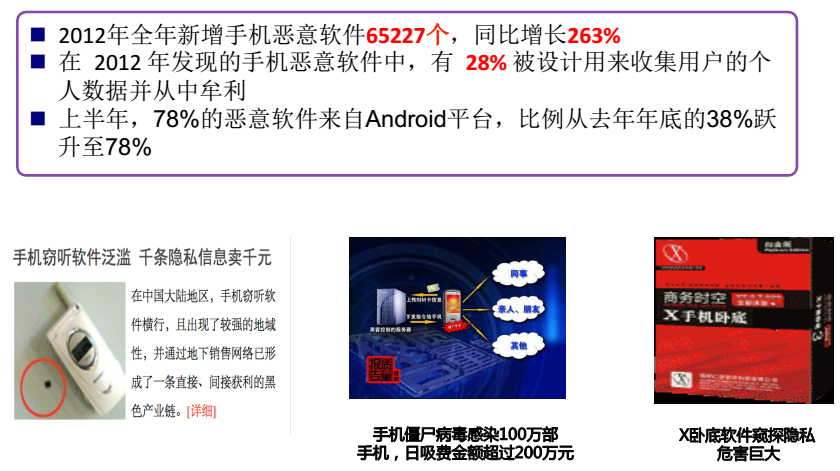 2012年全年新增手机恶意软件65227个，同比增长263%
在 2012 年发现的手机恶意软件中，有 28% 被设计用来收集用户的个
人数据并从中牟利
上半年，78%的恶意软件来自Android平台，比例从去年年底的38%跃
升至78%
手机窃听软件泛滥 千条隐私信息卖千元
在中国大陆地区，手机窃听软
件横行，且出现了较强的地域
性，并通过地下销售网络已形
成了一条直接、间接获利的黑
色产业链。[详细]
同事
上传SIM卡信息
亲人、朋友
下发指令给手机
黑客控制的服务器
其他
质量
报告
手机僵尸病毒感染100万部
手机，日吸费金额超过200万元
白金版
X
商务时空
X手机卧底
X卧底软件窥探隐私
危害巨大